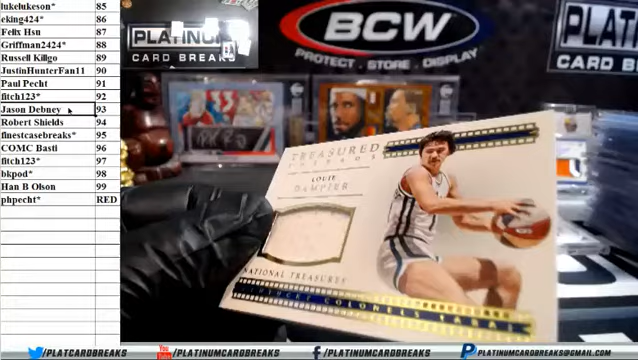 lukelukeson* 85
eking424* 86
Felix Hsu 87
Griffman2424* 88
Russell Killgo 89
JustinHunterFan11 90
Paul Pecht 91
fitch123* 92
Jason Debney 93
Robert Shields 94
finestcasebreaks* 95
COMC Basti 96
fitch123* 97
bkpod* 98
Han B Olson 99
phpecht* RED
PLATINUM
CARD BREAKS
BCW
PROTECT . STORE . DISPLAY
PLATINUM
CARD BREAKS
TREASURED
THREADS
LOUIE
DAMPIER
NATIONAL TREASURES
KENTUCKY COLONELS
/PLATCARDBREAKS
/PLATINUMCARDBREAKS
/PLATINUMCARDBREAKS
PLATINUMCARDBREAKS@GMAIL.COM